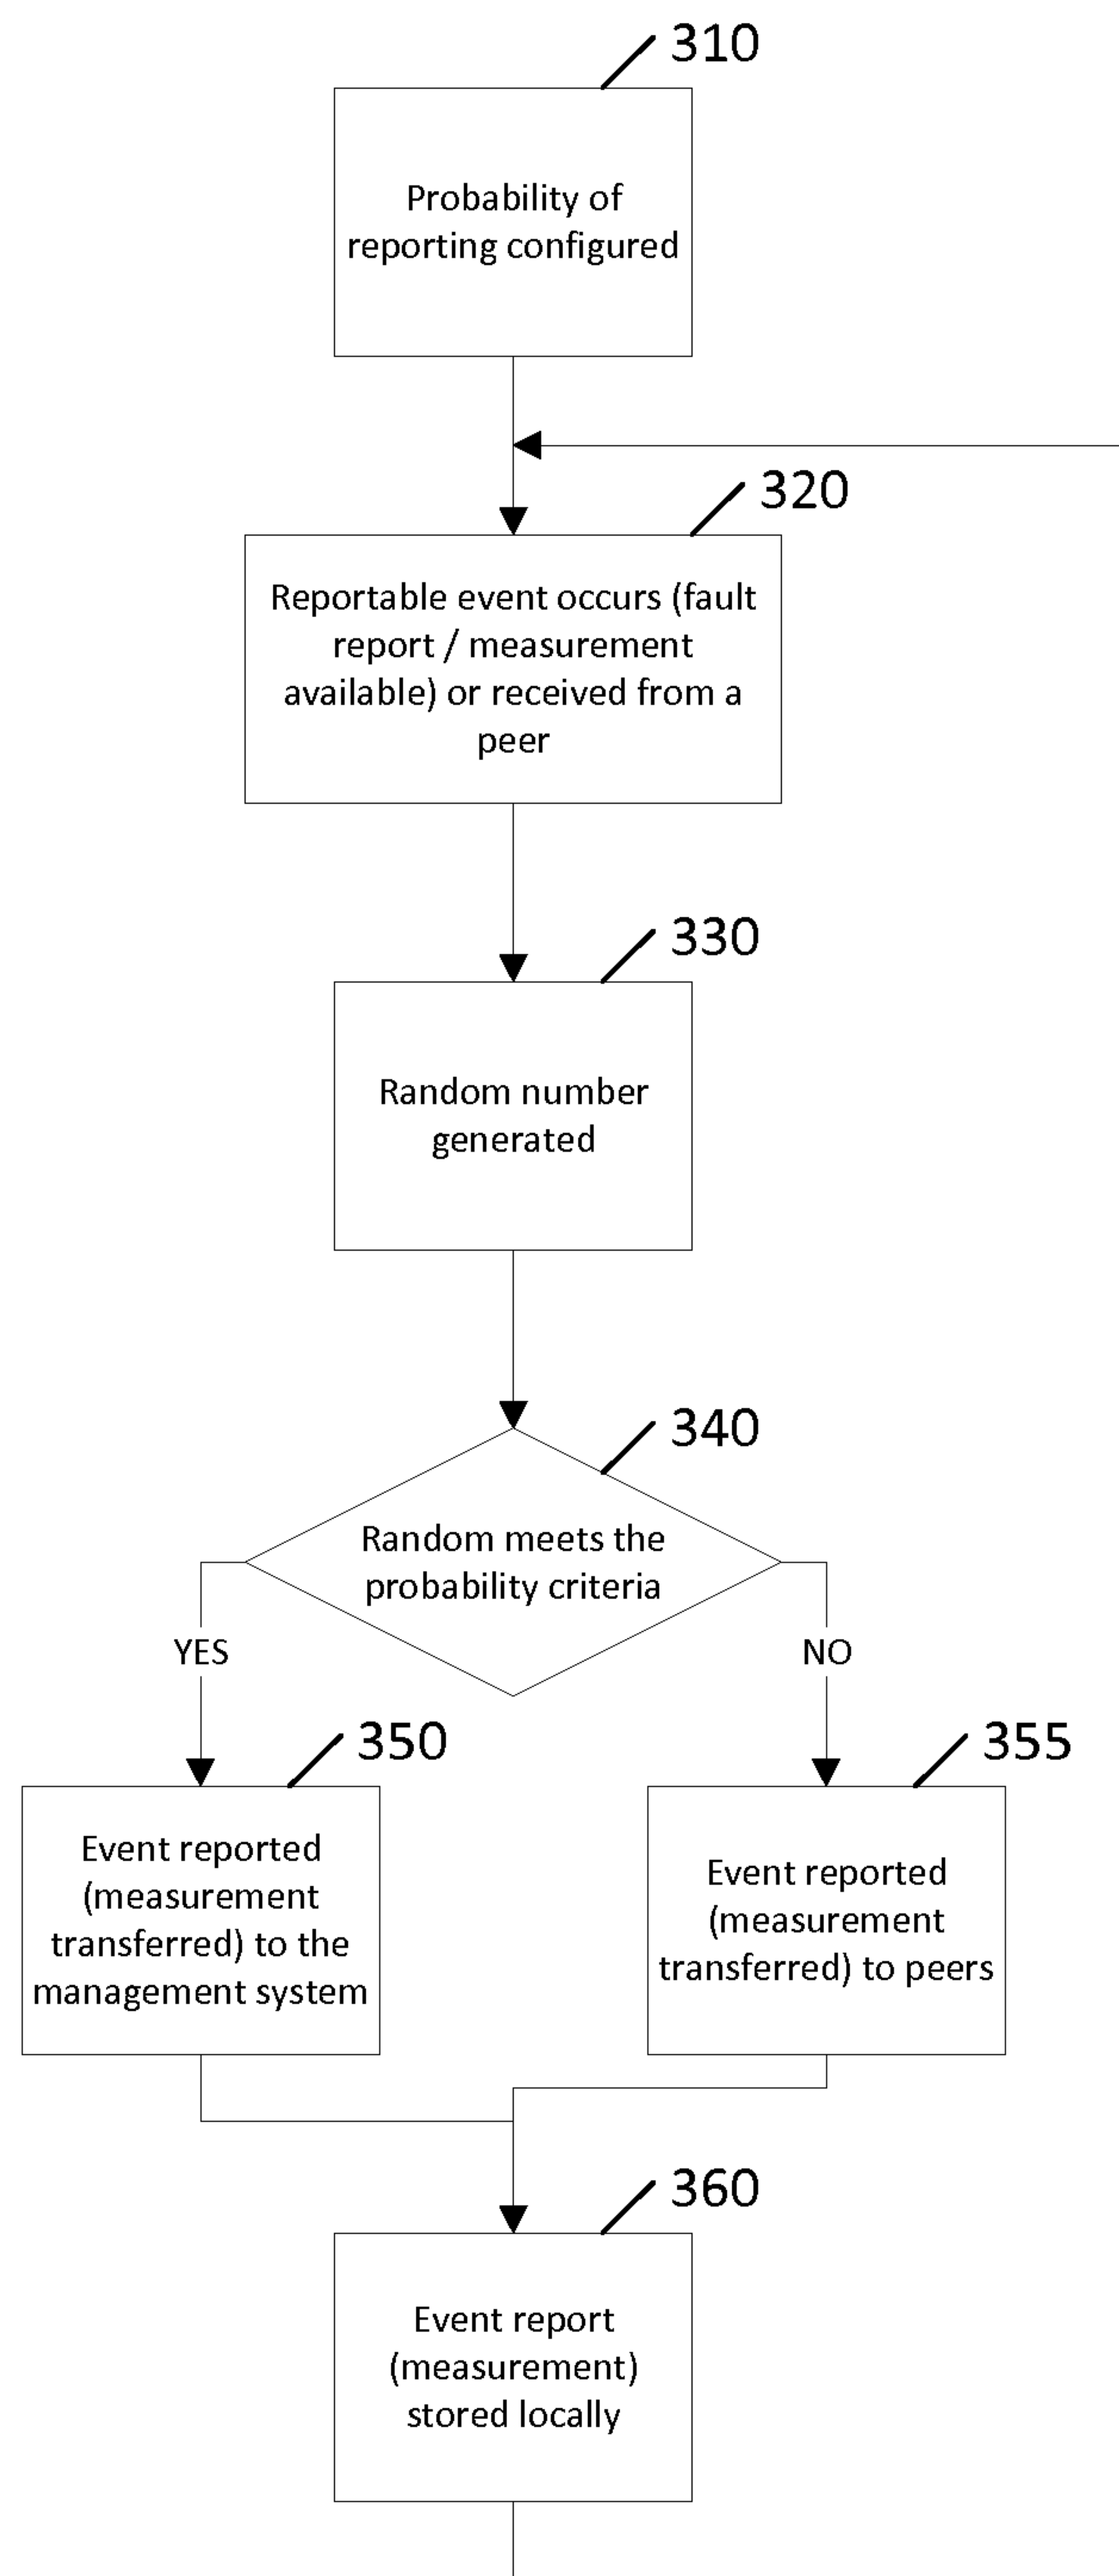 310
Probability of
reporting configured
320
Reportable event occurs (fault
report / measurement
available) or received from a
peer
330
Random number
generated
340
Random meets the
probability criteria
YES
NO
350
355
Event reported
(measurement
transferred) to the
management system
Event reported
(measurement
transferred) to peers
360
Event report
(measurement)
stored locally